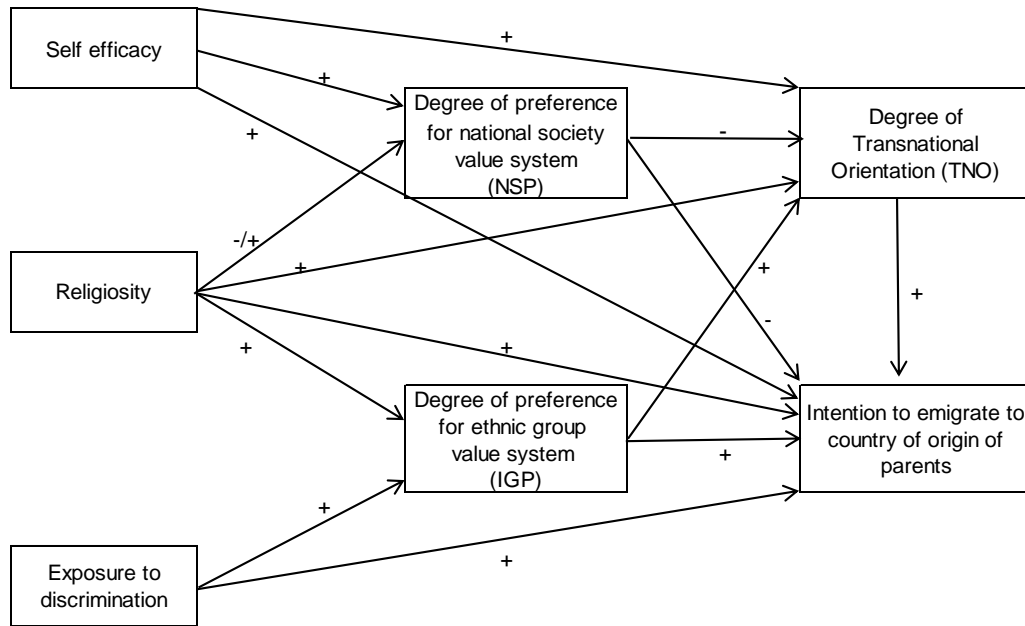 Self efficacy
+
+
+
Degree of preference
for national society
value system
(NSP)
-
Degree of
Transnational
Orientation (TNO)
-/+
+
Religiosity
+
+
-
+
+
+
Degree of preference
for ethnic group
value system
(IGP)
+
Intention to emigrate to
country of origin of
parents
+
+
Exposure to
discrimination